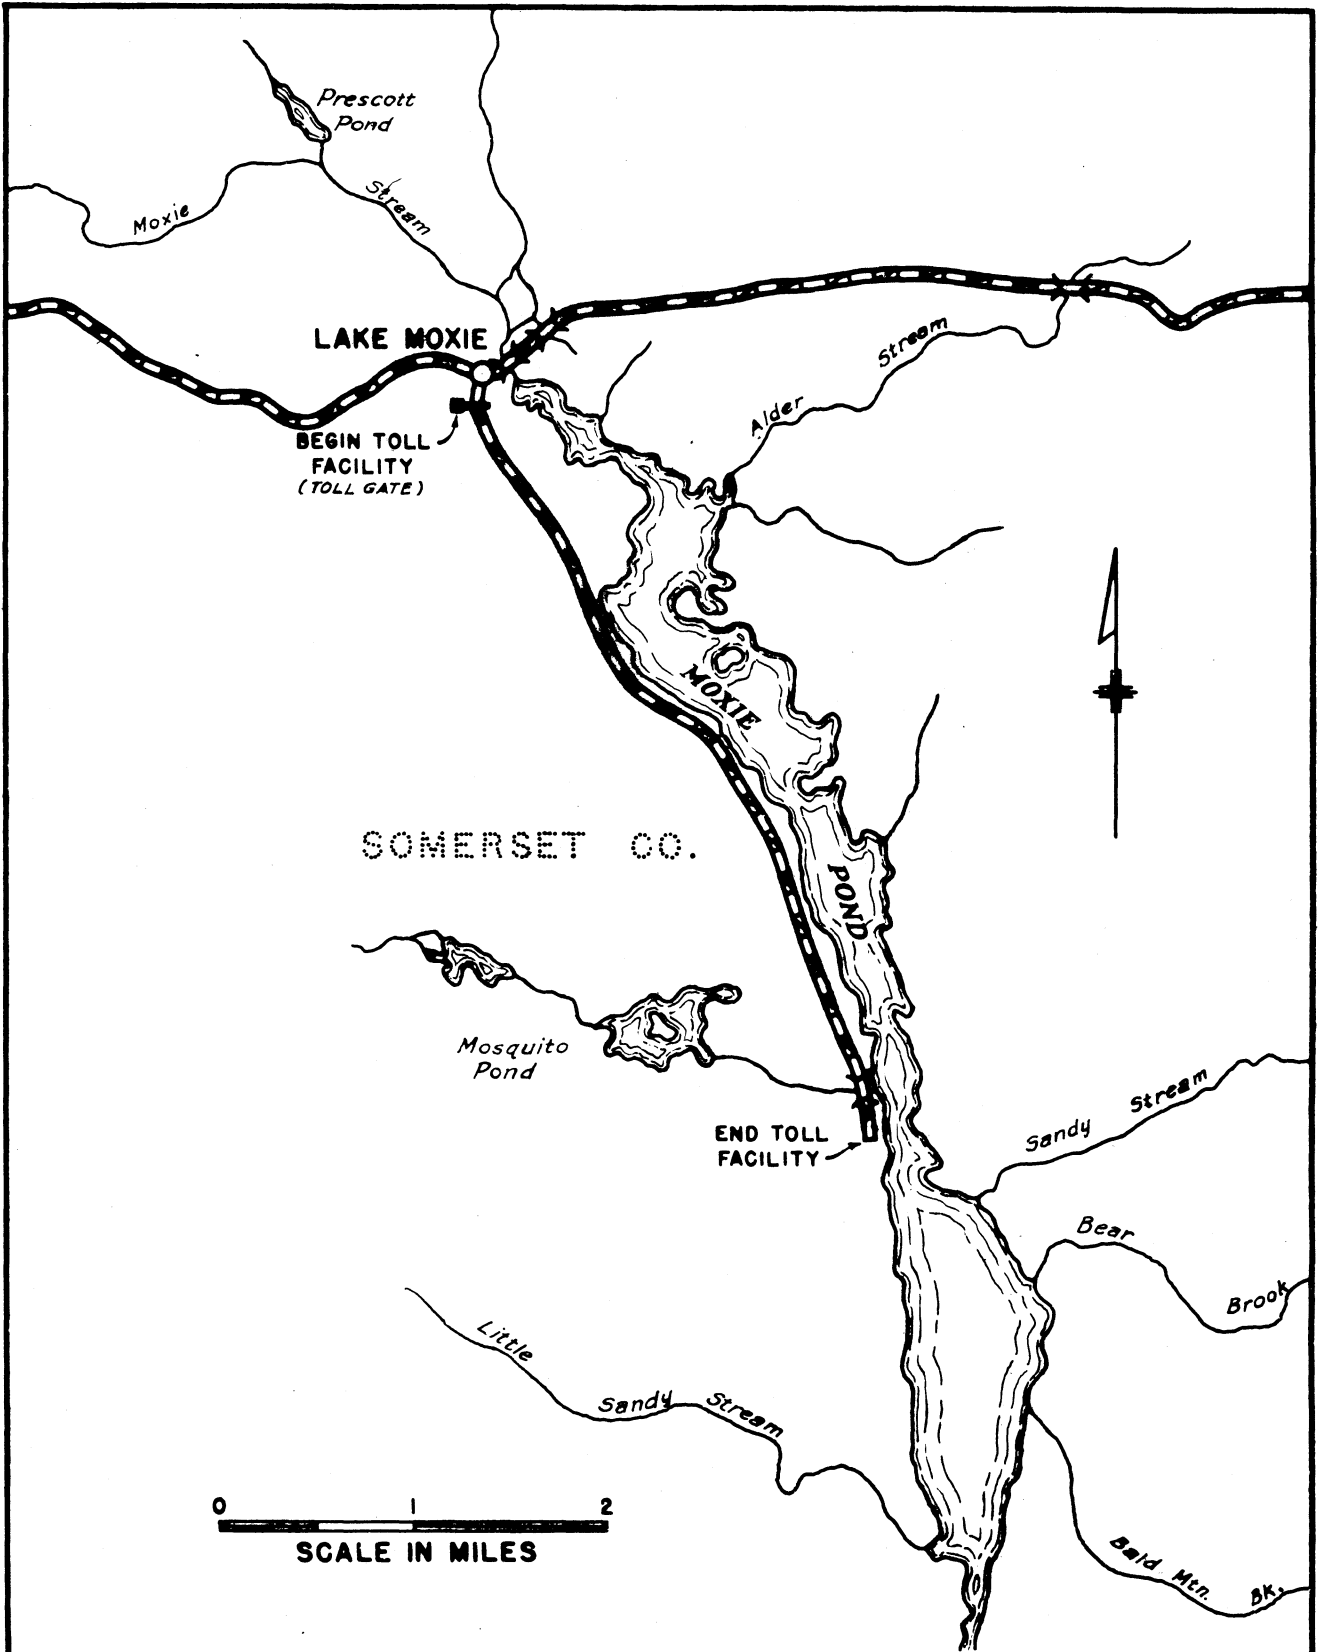 Prescott
Pond
Moxie
Stream
LAKE MOXIE
Stream
Alder
BEGIN TOLL
FACILITY
(TOLL GATE)
MOXIE
SOMERSET CO.
POND
Mosquito
Pond
Sandy Stream
END TOLL
FACILITY
Bear
Brook
Little
Sandy Stream
0 1 2
SCALE IN MILES
Bald Mtn. Bk.